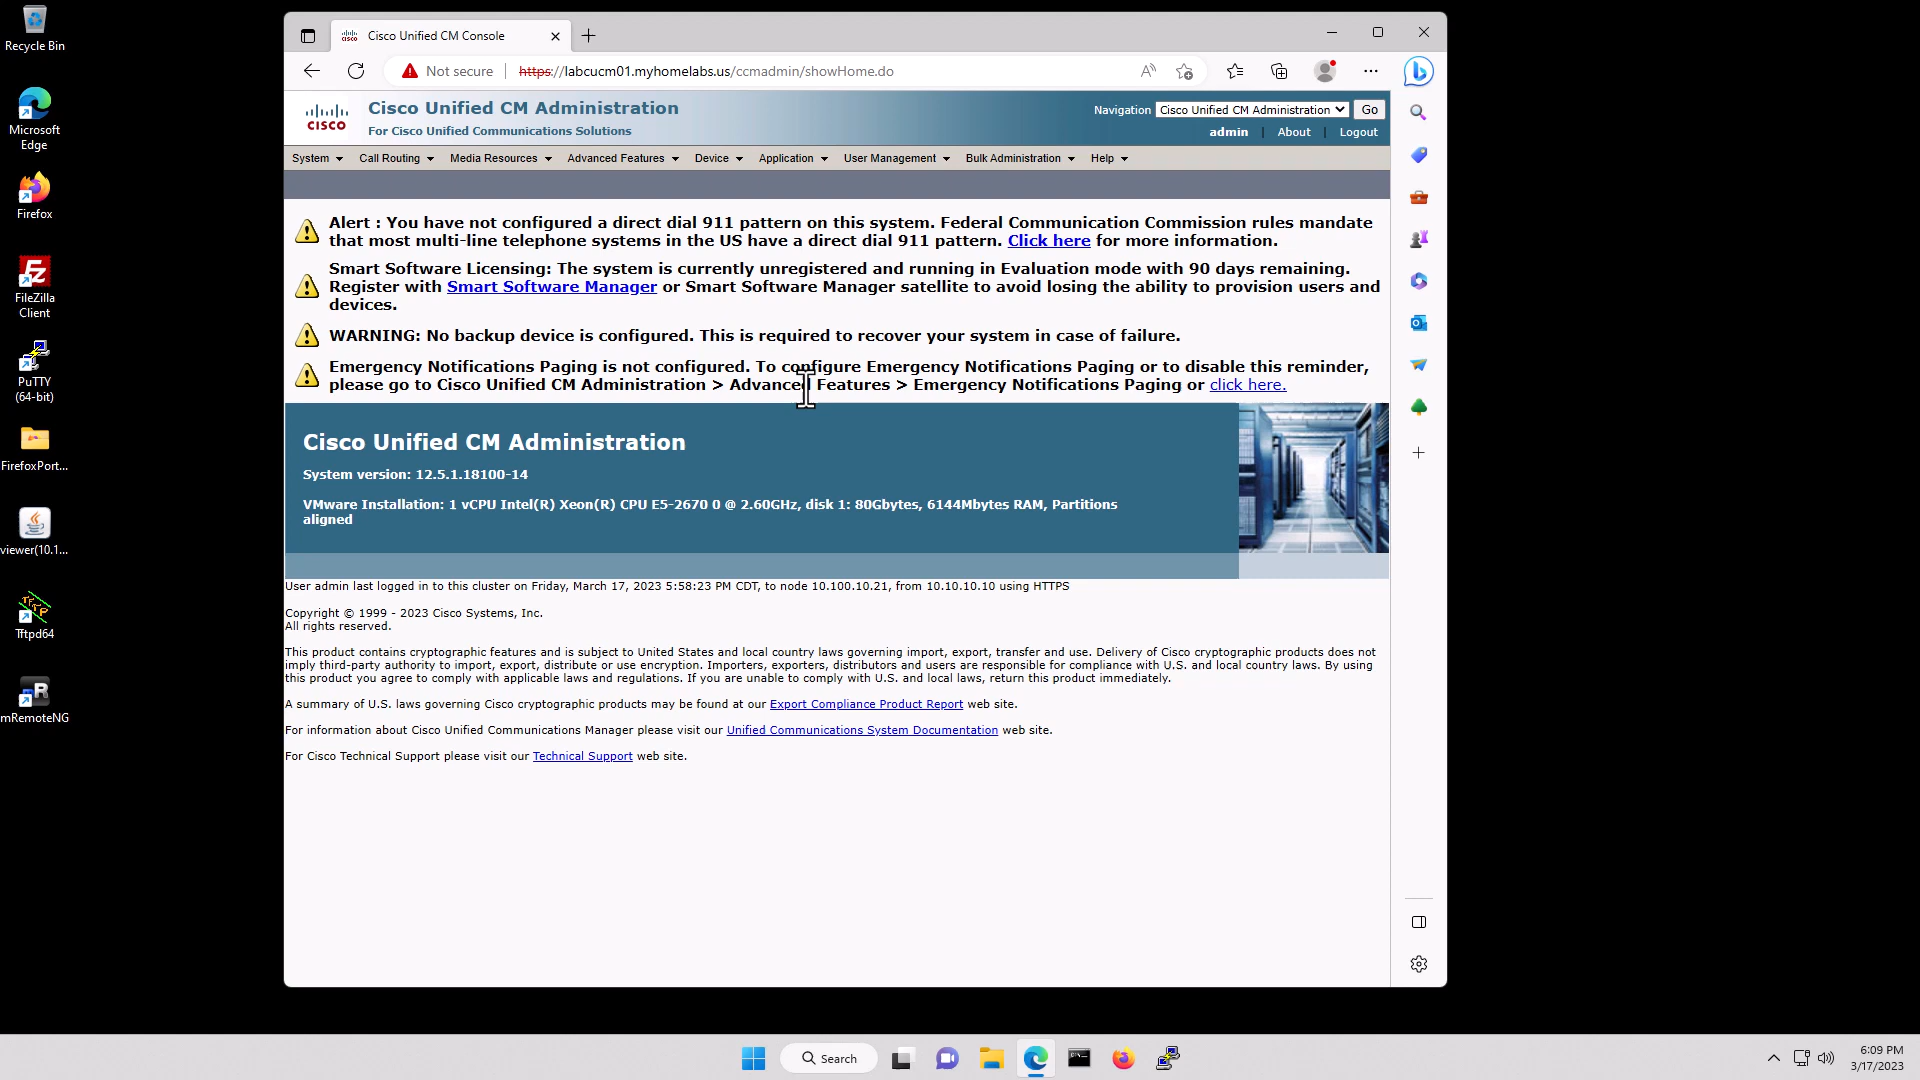 Recycle Bin
Microsoft
Edge
Firefox
FileZilla
Client
PuTTY
(64-bit)
FirefoxPort...
viewer(10.1...
Tftpd64
mRemoteNG
Cisco Unified CM Console
Not secure
https://labcucm01.myhomelabs.us/ccmadmin/showHome.do
CISCO
Cisco Unified CM Administration
For Cisco Unified Communications Solutions
Navigation Cisco Unified CM Administration Go
admin | About | Logout
System Call Routing Media Resources Advanced Features Device Application User Management Bulk Administration Help
Alert : You have not configured a direct dial 911 pattern on this system. Federal Communication Commission rules mandate
that most multi-line telephone systems in the US have a direct dial 911 pattern. Click here for more information.
Smart Software Licensing: The system is currently unregistered and running in Evaluation mode with 90 days remaining.
Register with Smart Software Manager or Smart Software Manager satellite to avoid losing the ability to provision users and
devices.
WARNING: No backup device is configured. This is required to recover your system in case of failure.
Emergency Notifications Paging is not configured. To configure Emergency Notifications Paging or to disable this reminder,
please go to Cisco Unified CM Administration > Advanced Features > Emergency Notifications Paging or click here.
Cisco Unified CM Administration
System version: 12.5.1.18100-14
VMware Installation: 1 vCPU Intel(R) Xeon(R) CPU E5-2670 0 @ 2.60GHz, disk 1: 80Gbytes, 6144Mbytes RAM, Partitions
aligned
User admin last logged in to this cluster on Friday, March 17, 2023 5:58:23 PM CDT, to node 10.100.10.21, from 10.10.10.10 using HTTPS
Copyright © 1999 - 2023 Cisco Systems, Inc.
All rights reserved.
This product contains cryptographic features and is subject to United States and local country laws governing import, export, transfer and use. Delivery of Cisco cryptographic products does not
imply third-party authority to import, export, distribute or use encryption. Importers, exporters, distributors and users are responsible for compliance with U.S. and local country laws. By using
this product you agree to comply with applicable laws and regulations. If you are unable to comply with U.S. and local laws, return this product immediately.
A summary of U.S. laws governing Cisco cryptographic products may be found at our Export Compliance Product Report web site.
For information about Cisco Unified Communications Manager please visit our Unified Communications System Documentation web site.
For Cisco Technical Support please visit our Technical Support web site.
Search
6:09 PM
3/17/2023